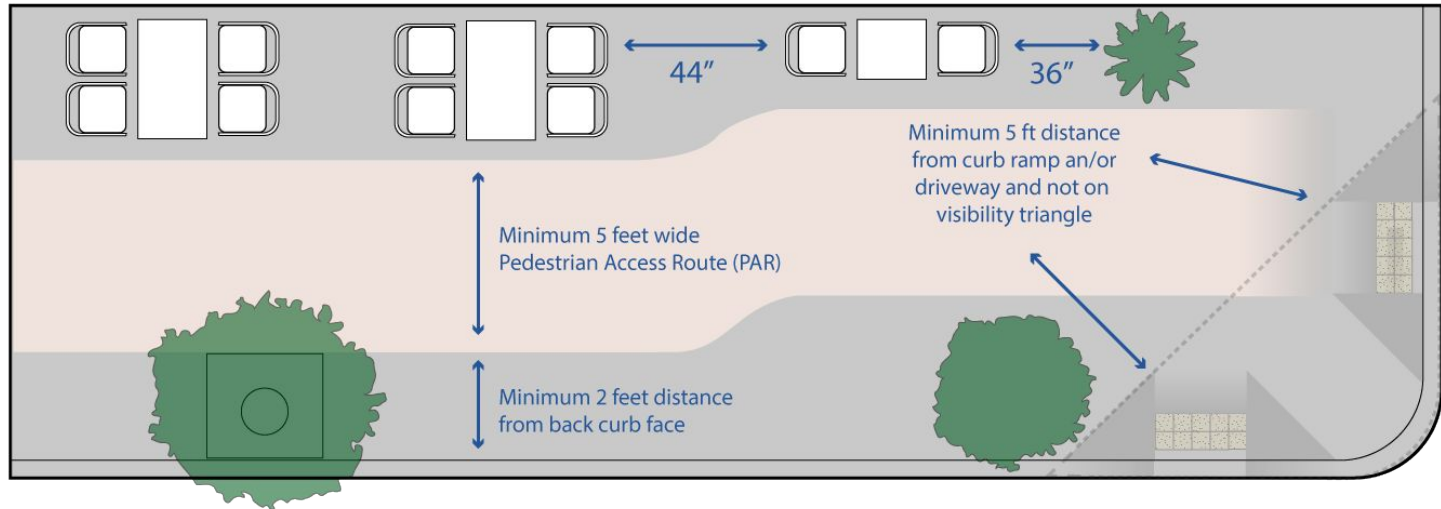 44”
36”
Minimum 5 ft distance
from curb ramp an/or
driveway and not on
visibility triangle
Minimum 5 feet wide
Pedestrian Access Route (PAR)
Minimum 2 feet distance
from back curb face